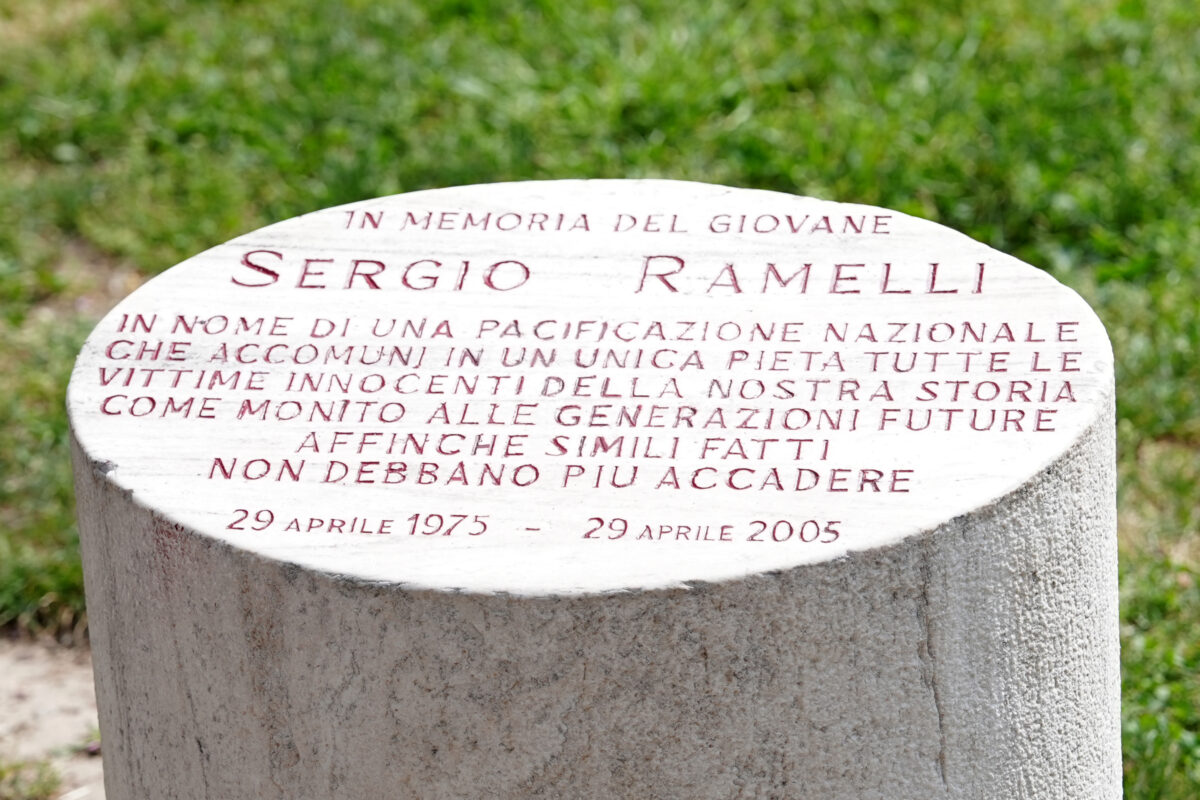 IN MEMORIA DEL GIOVANE
SERGIO RAMELLI
IN NOME DI UNA PACIFICAZIONE NAZIONALE
CHE ACCOMUNI IN UN UNICA PIETA TUTTE LE
VITTIME INNOCENTI DELLA NOSTRA STORIA
COME MONITO ALLE GENERAZIONI FUTURE
AFFINCHE SIMILI FATTI
NON DEBBANO PIU ACCADERE
29 APRILE 1975 - 29 APRILE 2005